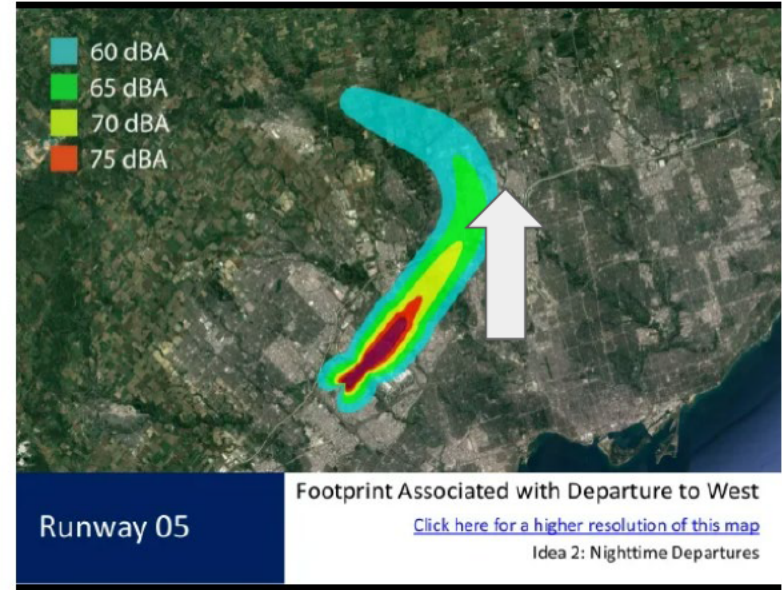 60 dBA
65 dBA
70 dBA
75 dBA
Runway 05
Footprint Associated with Departure to West
Click here for a higher resolution of this map
Idea 2: Nighttime Departures